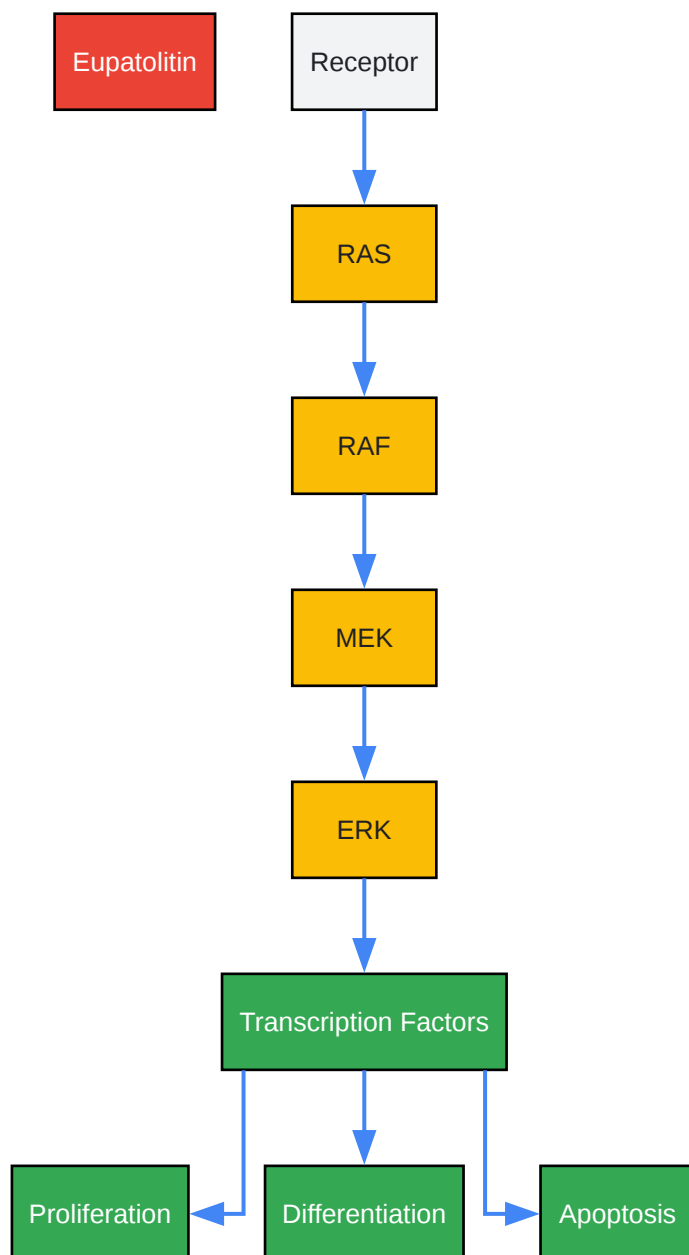 Eupatolitin
Receptor
RAS
RAF
MEK
ERK
Transcription Factors
Proliferation
Differentiation
Apoptosis